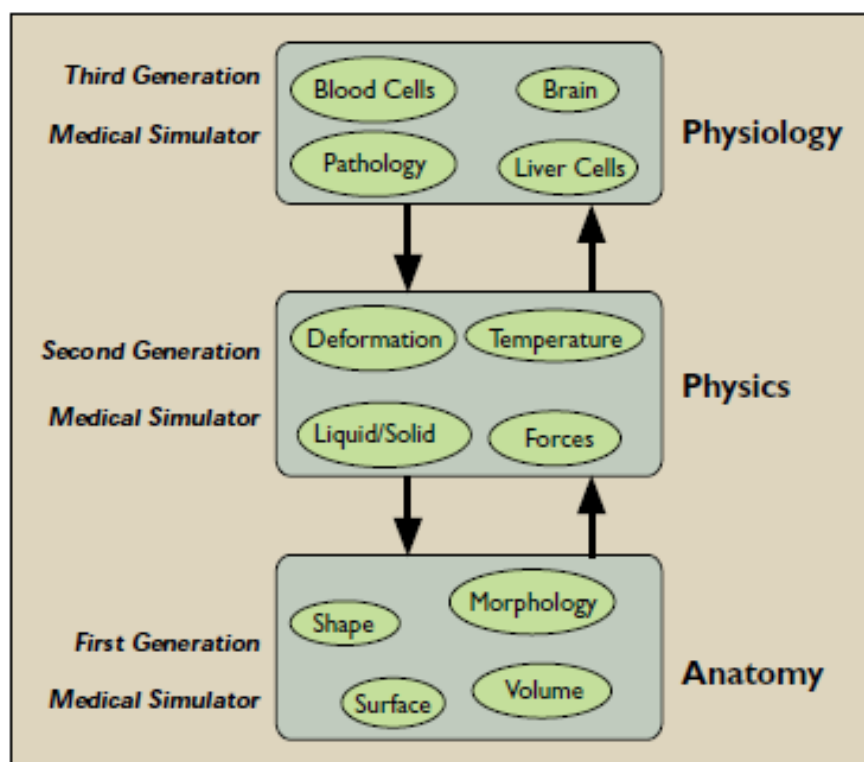 Third Generation
Medical Simulator
Blood Cells
Brain
Pathology
Liver Cells
Physiology
Second Generation
Medical Simulator
Deformation
Temperature
Liquid/Solid
Forces
Physics
First Generation
Medical Simulator
Shape
Morphology
Surface
Volume
Anatomy